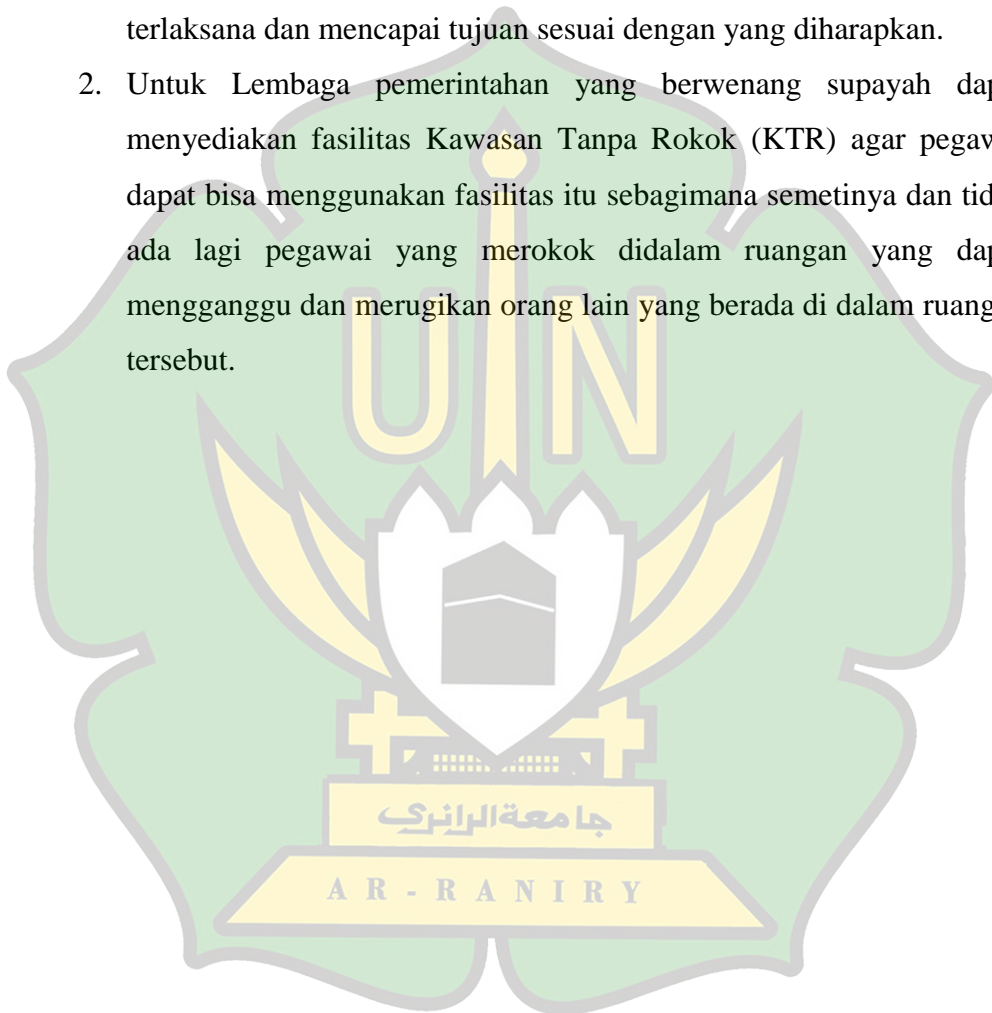 terlaksana dan mencapai tujuan sesuai dengan yang diharapkan.
2. Untuk Lembaga pemerintahan yang berwenang supayah dap
menyediakan fasilitas Kawasan Tanpa Rokok (KTR) agar pegaw
dapat bisa menggunakan fasilitas itu sebagimana semetinya dan tid
ada lagi pegawai yang merokok didalam ruangan yang dap
mengganggu dan merugikan orang lain yang berada di dalam ruang
tersebut.
UIN
جامعةالرانري
AR-RANIRY